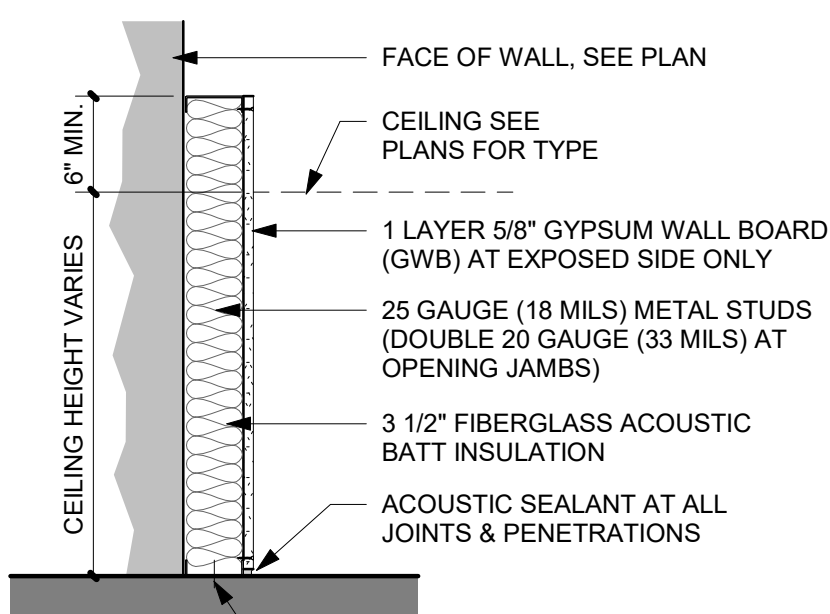 FACE OF WALL, SEE PLAN
6" MIN.
CEILING SEE
PLANS FOR TYPE
1 LAYER 5/8" GYPSUM WALL BOARD
(GWB) AT EXPOSED SIDE ONLY
CEILING HEIGHT VARIES
25 GAUGE (18 MILS) METAL STUDS
(DOUBLE 20 GAUGE (33 MILS) AT
OPENING JAMBS)
3 1/2" FIBERGLASS ACOUSTIC
BATT INSULATION
ACOUSTIC SEALANT AT ALL
JOINTS & PENETRATIONS